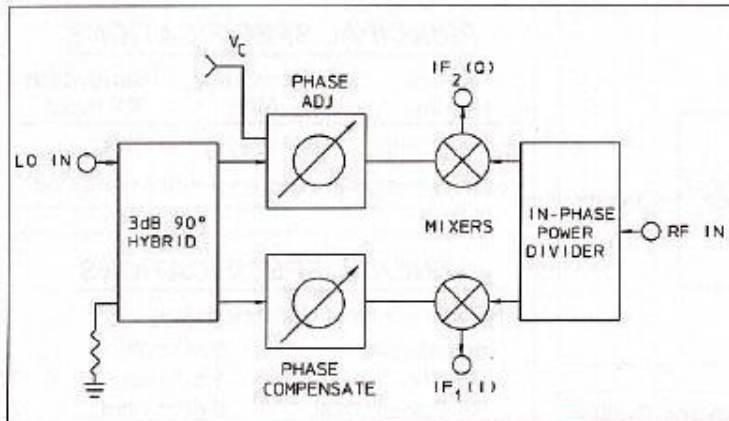 V_C
PHASE
ADJ
IF_2(Q)
LO IN
3dB 90°
HYBRID
MIXERS
IN-PHASE
POWER
DIVIDER
RF IN
PHASE
COMPENSATE
IF_1(I)